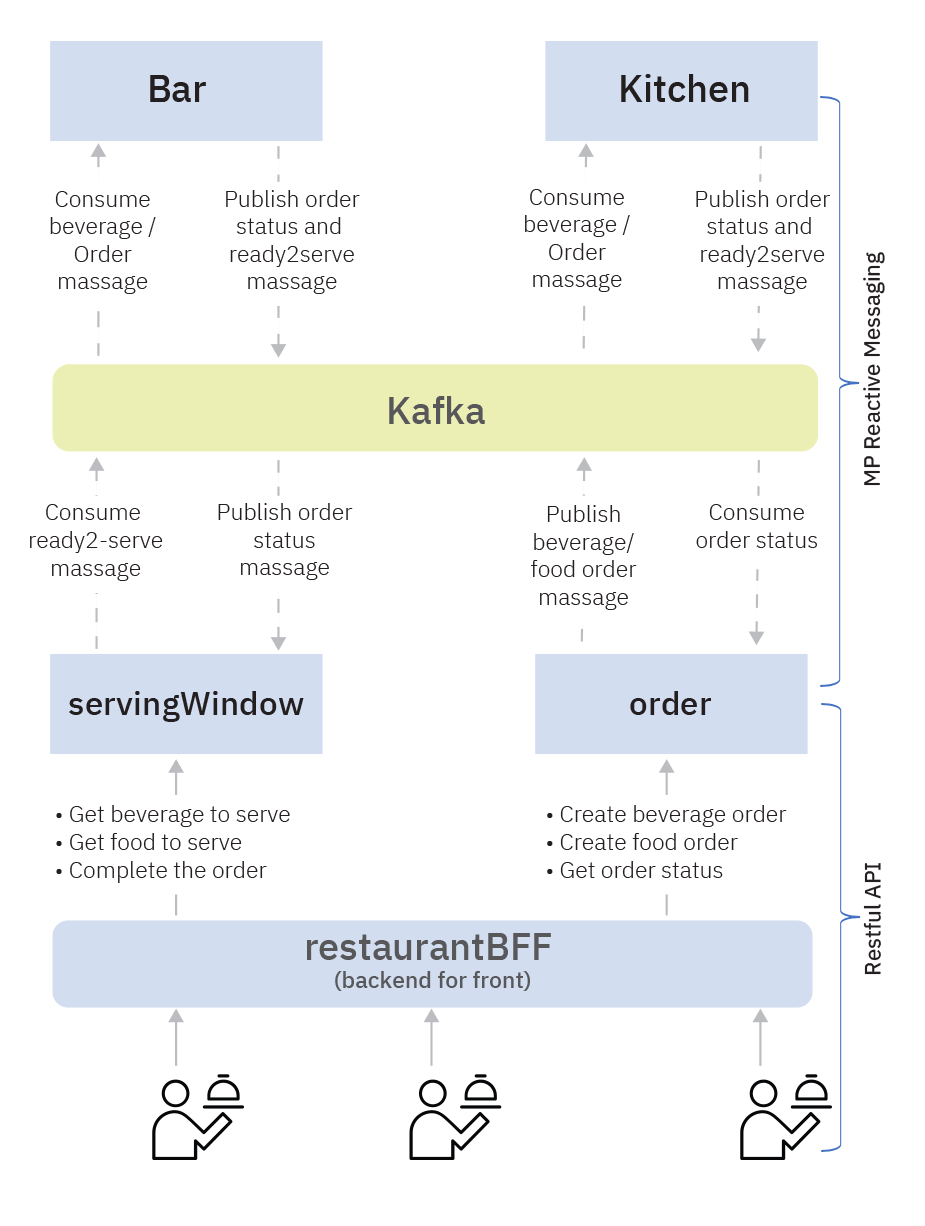 Bar
Kitchen
Consume
beverage /
Order
massage
Publish order
status and
ready2serve
massage
Consume
beverage /
Order
massage
Publish order
status and
ready2serve
massage
MP Reactive Messaging
Kafka
Consume
ready2-serve
massage
Publish order
status
massage
Publish
beverage/
food order
massage
Consume
order status
servingWindow
order
• Get beverage to serve
• Get food to serve
• Complete the order
• Create beverage order
• Create food order
• Get order status
Restful API
restaurantBFF
(backend for front)